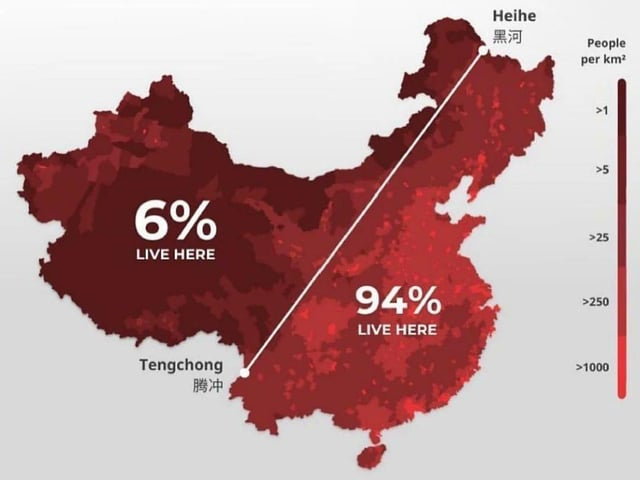 Heihe
黑河
People
per km²
>1
>5
>25
>250
>1000
6%
LIVE HERE
94%
LIVE HERE
Tengchong
腾冲